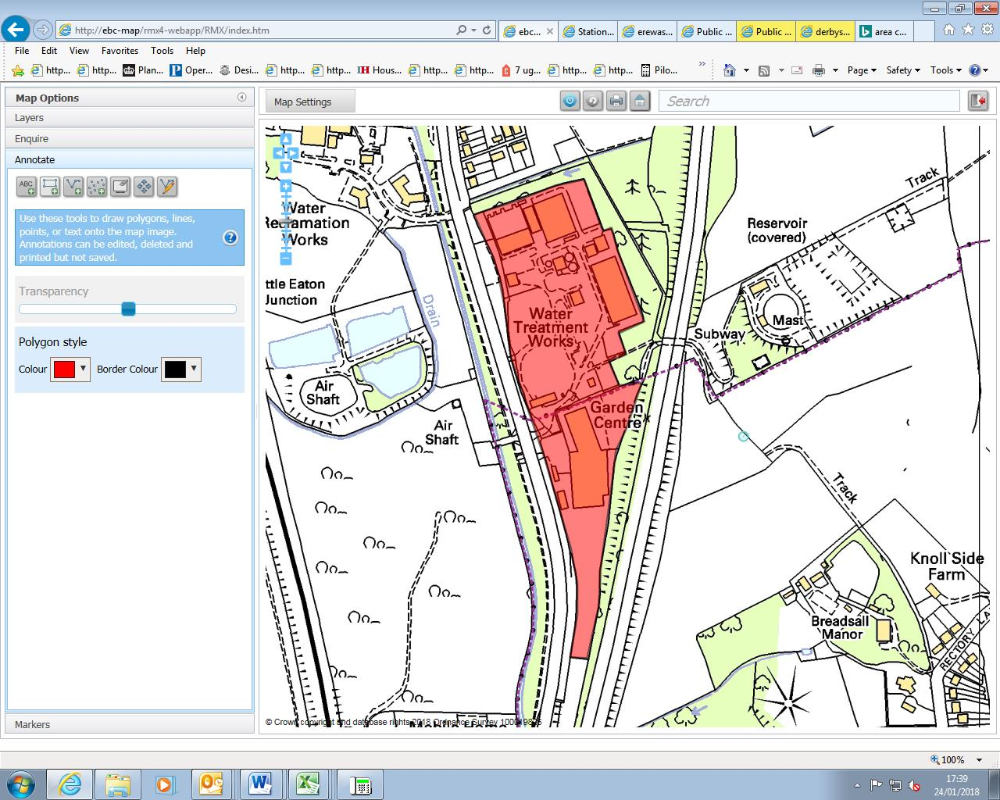 http://ebc-map/rmx4-webapp/RMX/index.htm
ebc...
Station...
erewas...
Public ...
Public ...
derbys...
area c...
File Edit View Favorites Tools Help
http... http... Plan... Oper... Desi... http... http... Hous... http... http... 7 ug... http... http... Pilo...
Page Safety Tools
Map Options
Layers
Enquire
Annotate
ABC
Use these tools to draw polygons, lines,
points, or text onto the map image.
Annotations can be edited, deleted and
printed but not saved.
Transparency
Polygon style
Colour Border Colour
Markers
Map Settings
Search
Water
Works
ttle Eaton
Junction
Drain
Air
Shaft
Air
Shaft
Water
Treatment
Works
Garden
Centre
Subway
Reservoir
(covered)
Mast
Track
Track
Knoll Side
Farm
Breadsall
Manor
RECTORY LA
© Crown copyright and database rights 2018 Ordnance Survey
100%
17:39
24/01/2018